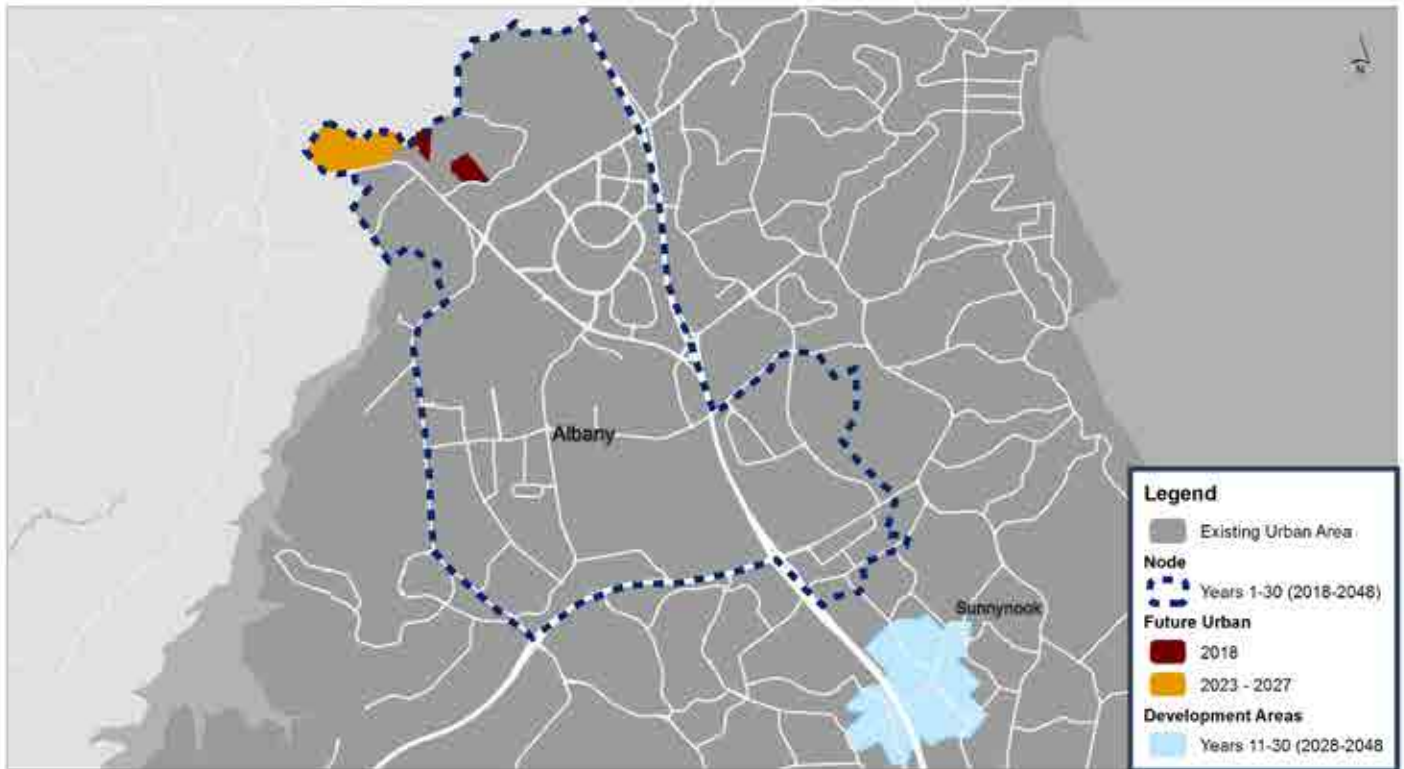 N
Albany
Sunnynook
Legend
Existing Urban Area
Node
Years 1-30 (2018-2048)
Future Urban
2018
2023 - 2027
Development Areas
Years 11-30 (2028-2048